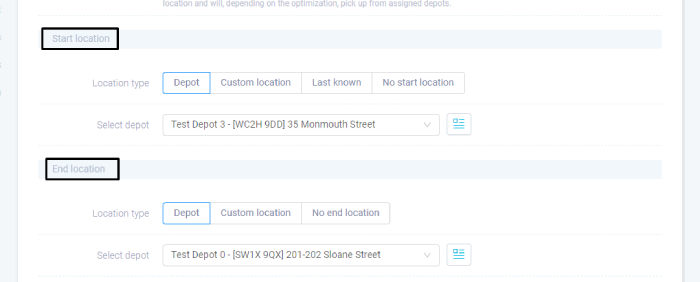 location and will, depending on the optimization, pick up from assigned depots.
Start location
Location type Depot Custom location Last known No start location
Select depot Test Depot 3 - [WC2H 9DD] 35 Monmouth Street
End location
Location type Depot Custom location No end location
Select depot Test Depot 0 - [SW1X 9QX] 201-202 Sloane Street